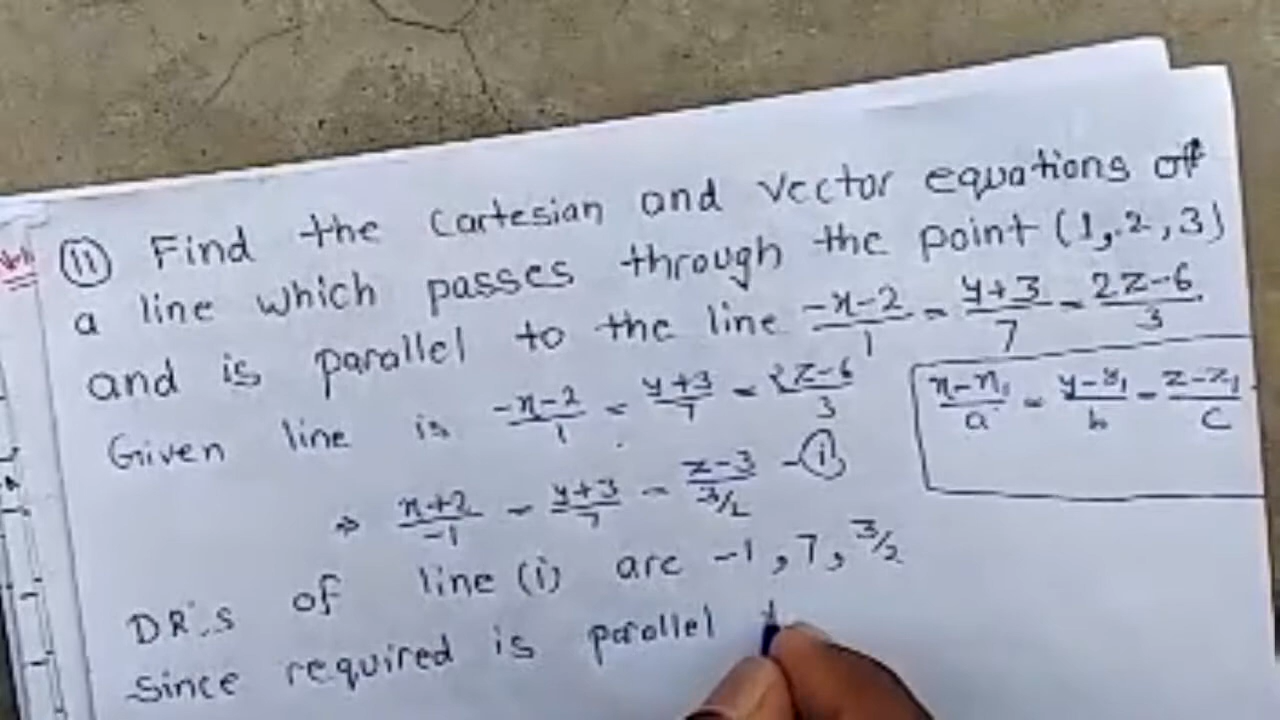 (11) Find the Cartesian and vector equations of
a line which passes through the point (1, 2, 3)
and is parallel to the line -x-2/1 = y+3/7 = 2z-6/3
Given line is -x-2/1 = y+3/7 = 2z-6/3
x-x₁/a = y-y₁/b = z-z₁/c
⇒ x+2/-1 = y+3/7 = z-3/3/2 - (i)
DR's of line (i) are -1, 7, 3/2
Since required is parallel